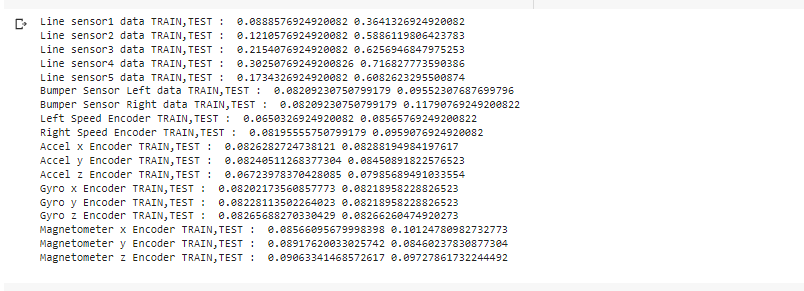 Line sensor1 data TRAIN,TEST :  0.0888576924920082 0.3641326924920082
Line sensor2 data TRAIN,TEST :  0.1210576924920082 0.5886119806423783
Line sensor3 data TRAIN,TEST :  0.2154076924920082 0.6256946847975253
Line sensor4 data TRAIN,TEST :  0.30250769249200826 0.716827773590386
Line sensor5 data TRAIN,TEST :  0.1734326924920082 0.6082623295500874
Bumper Sensor Left data TRAIN,TEST :  0.08209230750799179 0.09552307687699796
Bumper Sensor Right data TRAIN,TEST :  0.08209230750799179 0.11790769249200822
Left Speed Encoder TRAIN,TEST :  0.0650326924920082 0.08565769249200822
Right Speed Encoder TRAIN,TEST :  0.08195557507 99179 0.0959076924920082
Accel x Encoder TRAIN,TEST :  0.0826282724738121 0.08288194984197617
Accel y Encoder TRAIN,TEST :  0.08240511268377304 0.08450891822576523
Accel z Encoder TRAIN,TEST :  0.06723978370428085 0.07985689491033554
Gyro x Encoder TRAIN,TEST :  0.08202173560857773 0.08218958228826523
Gyro y Encoder TRAIN,TEST :  0.08228113502264023 0.08218958228826523
Gyro z Encoder TRAIN,TEST :  0.08265688270330429 0.08266260474920273
Magnetometer x Encoder TRAIN,TEST :  0.08566095679998398 0.10124780982732773
Magnetometer y Encoder TRAIN,TEST :  0.08917620033025742 0.08460237830877304
Magnetometer z Encoder TRAIN,TEST :  0.09063341468572617 0.09727861732244492